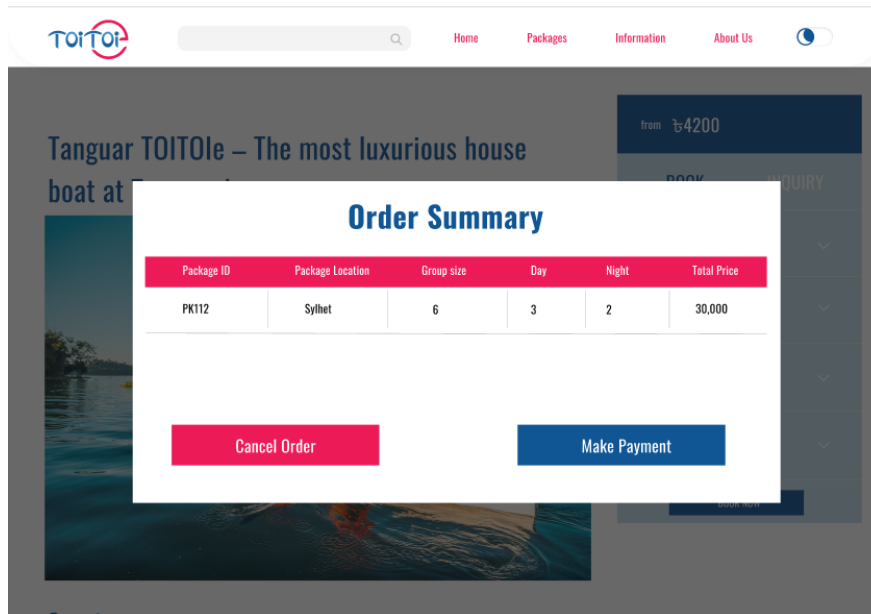 TOiTOie
Home Packages Information About Us
Tanguar TOITOIe – The most luxurious house
boat at
from ৳4200
BOOK INQUIRY
Order Summary
Package ID Package Location Group size Day Night Total Price
PK112 Sylhet 6 3 2 30,000
Cancel Order Make Payment
BOOK NOW